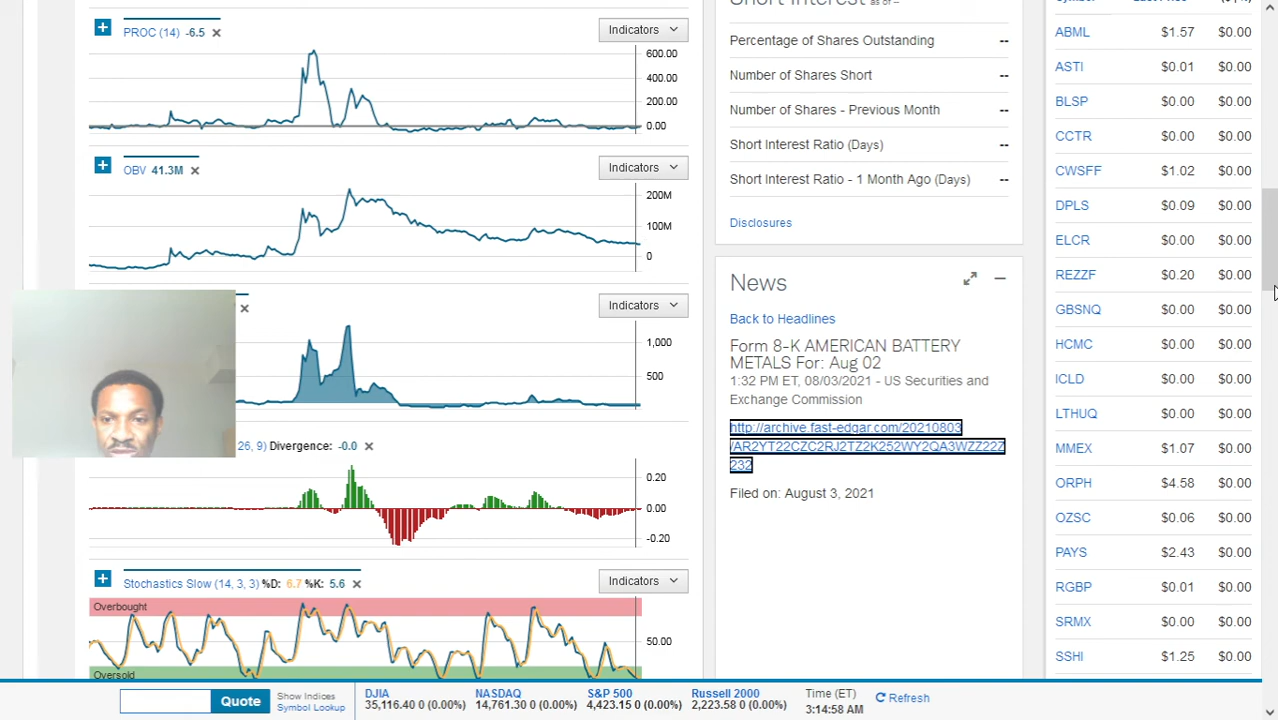 Short Interest as of --
PROC (14) -6.5
Indicators
600.00
400.00
200.00
0.00
OBV 41.3M
Indicators
200M
100M
0
Indicators
1,000
500
26, 9) Divergence: -0.0
0.20
0.00
-0.20
Stochastics Slow (14, 3, 3) %D: 6.7 %K: 5.6
Indicators
Overbought
50.00
Oversold
Percentage of Shares Outstanding --
Number of Shares Short --
Number of Shares - Previous Month --
Short Interest Ratio (Days) --
Short Interest Ratio - 1 Month Ago (Days) --
Disclosures
News
Back to Headlines
Form 8-K AMERICAN BATTERY
METALS For: Aug 02
1:32 PM ET, 08/03/2021 - US Securities and
Exchange Commission
http://archive.fast-edgar.com/20210803
/AR2YT22CZC2RJ2TZ2K252WY2QA3WZZ22Z
232
Filed on: August 3, 2021
ABML $1.57 $0.00
ASTI $0.01 $0.00
BLSP $0.00 $0.00
CCTR $0.00 $0.00
CWSFF $1.02 $0.00
DPLS $0.09 $0.00
ELCR $0.00 $0.00
REZZF $0.20 $0.00
GBSNQ $0.00 $0.00
HCMC $0.00 $0.00
ICLD $0.00 $0.00
LTHUQ $0.00 $0.00
MMEX $1.07 $0.00
ORPH $4.58 $0.00
OZSC $0.06 $0.00
PAYS $2.43 $0.00
RGBP $0.01 $0.00
SRMX $0.00 $0.00
SSHI $1.25 $0.00
Quote
Show Indices
Symbol Lookup
DJIA
35,116.40 0 (0.00%)
NASDAQ
14,761.30 0 (0.00%)
S&P 500
4,423.15 0 (0.00%)
Russell 2000
2,223.58 0 (0.00%)
Time (ET)
3:14:58 AM
Refresh